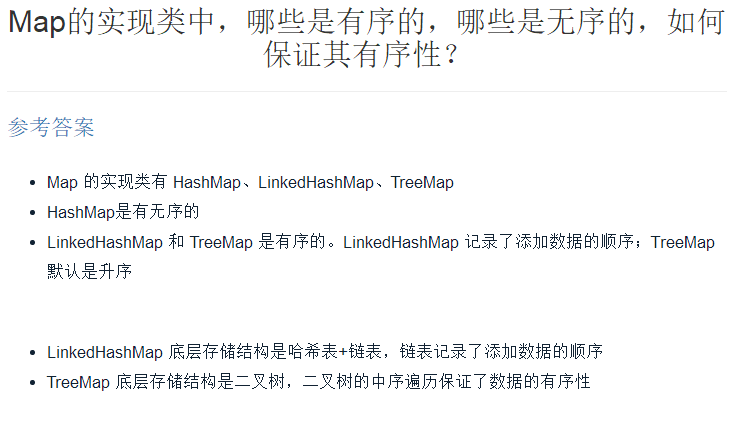 Map的实现类中，哪些是有序的，哪些是无序的，如何
保证其有序性？
参考答案
Map 的实现类有 HashMap、LinkedHashMap、TreeMap
HashMap是有无序的
LinkedHashMap 和 TreeMap 是有序的。LinkedHashMap 记录了添加数据的顺序；TreeMap
默认是升序
LinkedHashMap 底层存储结构是哈希表+链表，链表记录了添加数据的顺序
TreeMap 底层存储结构是二叉树，二叉树的中序遍历保证了数据的有序性